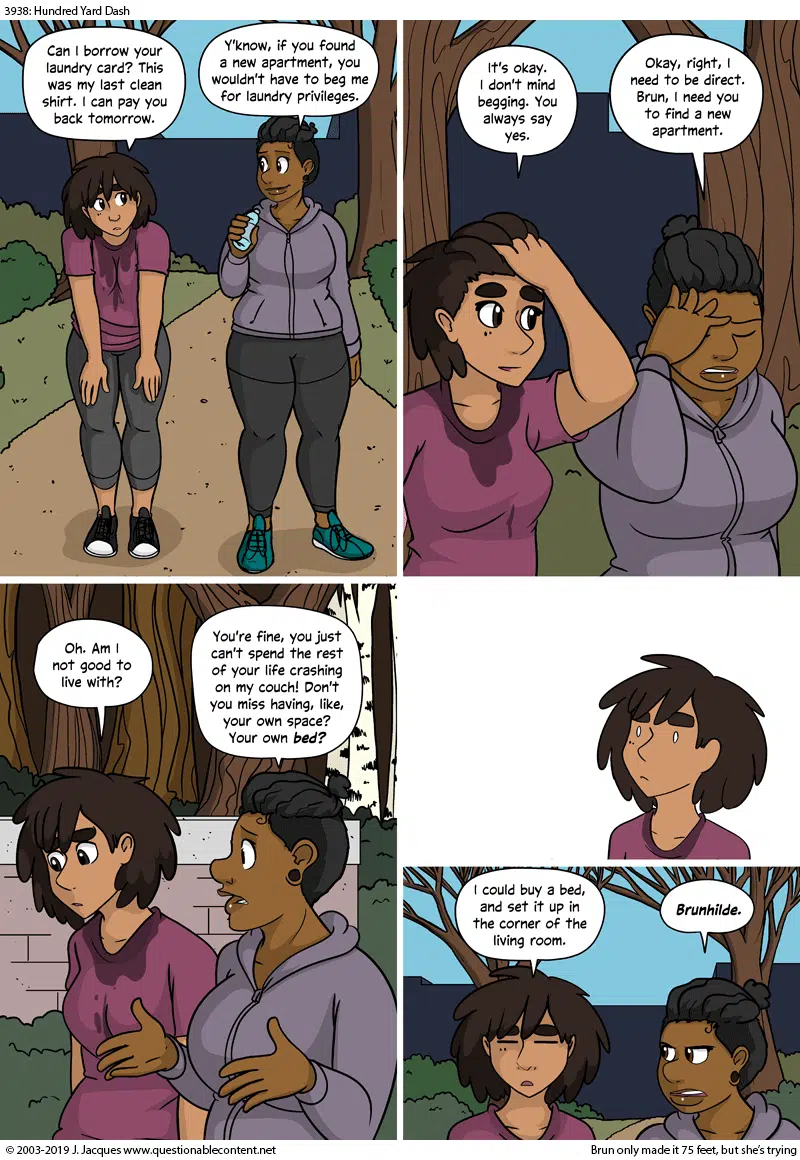 3938: Hundred Yard Dash
Can I borrow your
laundry card? This
was my last clean
shirt. I can pay you
back tomorrow.
Y'know, if you found
a new apartment, you
wouldn't have to beg me
for laundry privileges.
It's okay.
I don't mind
begging. You
always say
yes.
Okay, right, I
need to be direct.
Brun, I need you
to find a new
apartment.
Oh. Am I
not good to
live with?
You're fine, you just
can't spend the rest
of your life crashing
on my couch! Don't
you miss having, like,
your own space?
Your own bed?
I could buy a bed,
and set it up in
the corner of the
living room.
Brunhilde.
© 2003-2019 J. Jacques www.questionablecontent.net
Brun only made it 75 feet, but she's trying